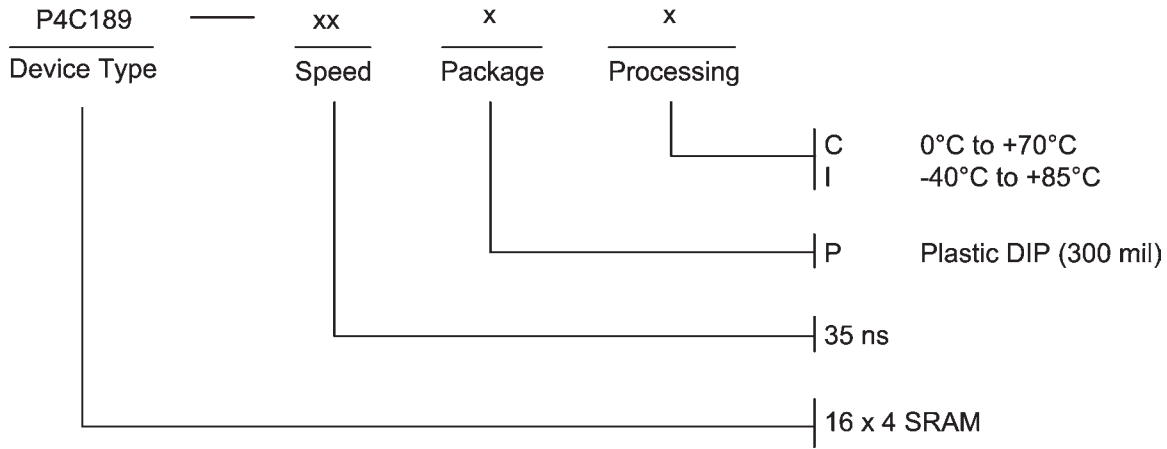 P4C189 — xx x x
Device Type Speed Package Processing
C 0°C to +70°C
I -40°C to +85°C
P Plastic DIP (300 mil)
35 ns
16 x 4 SRAM